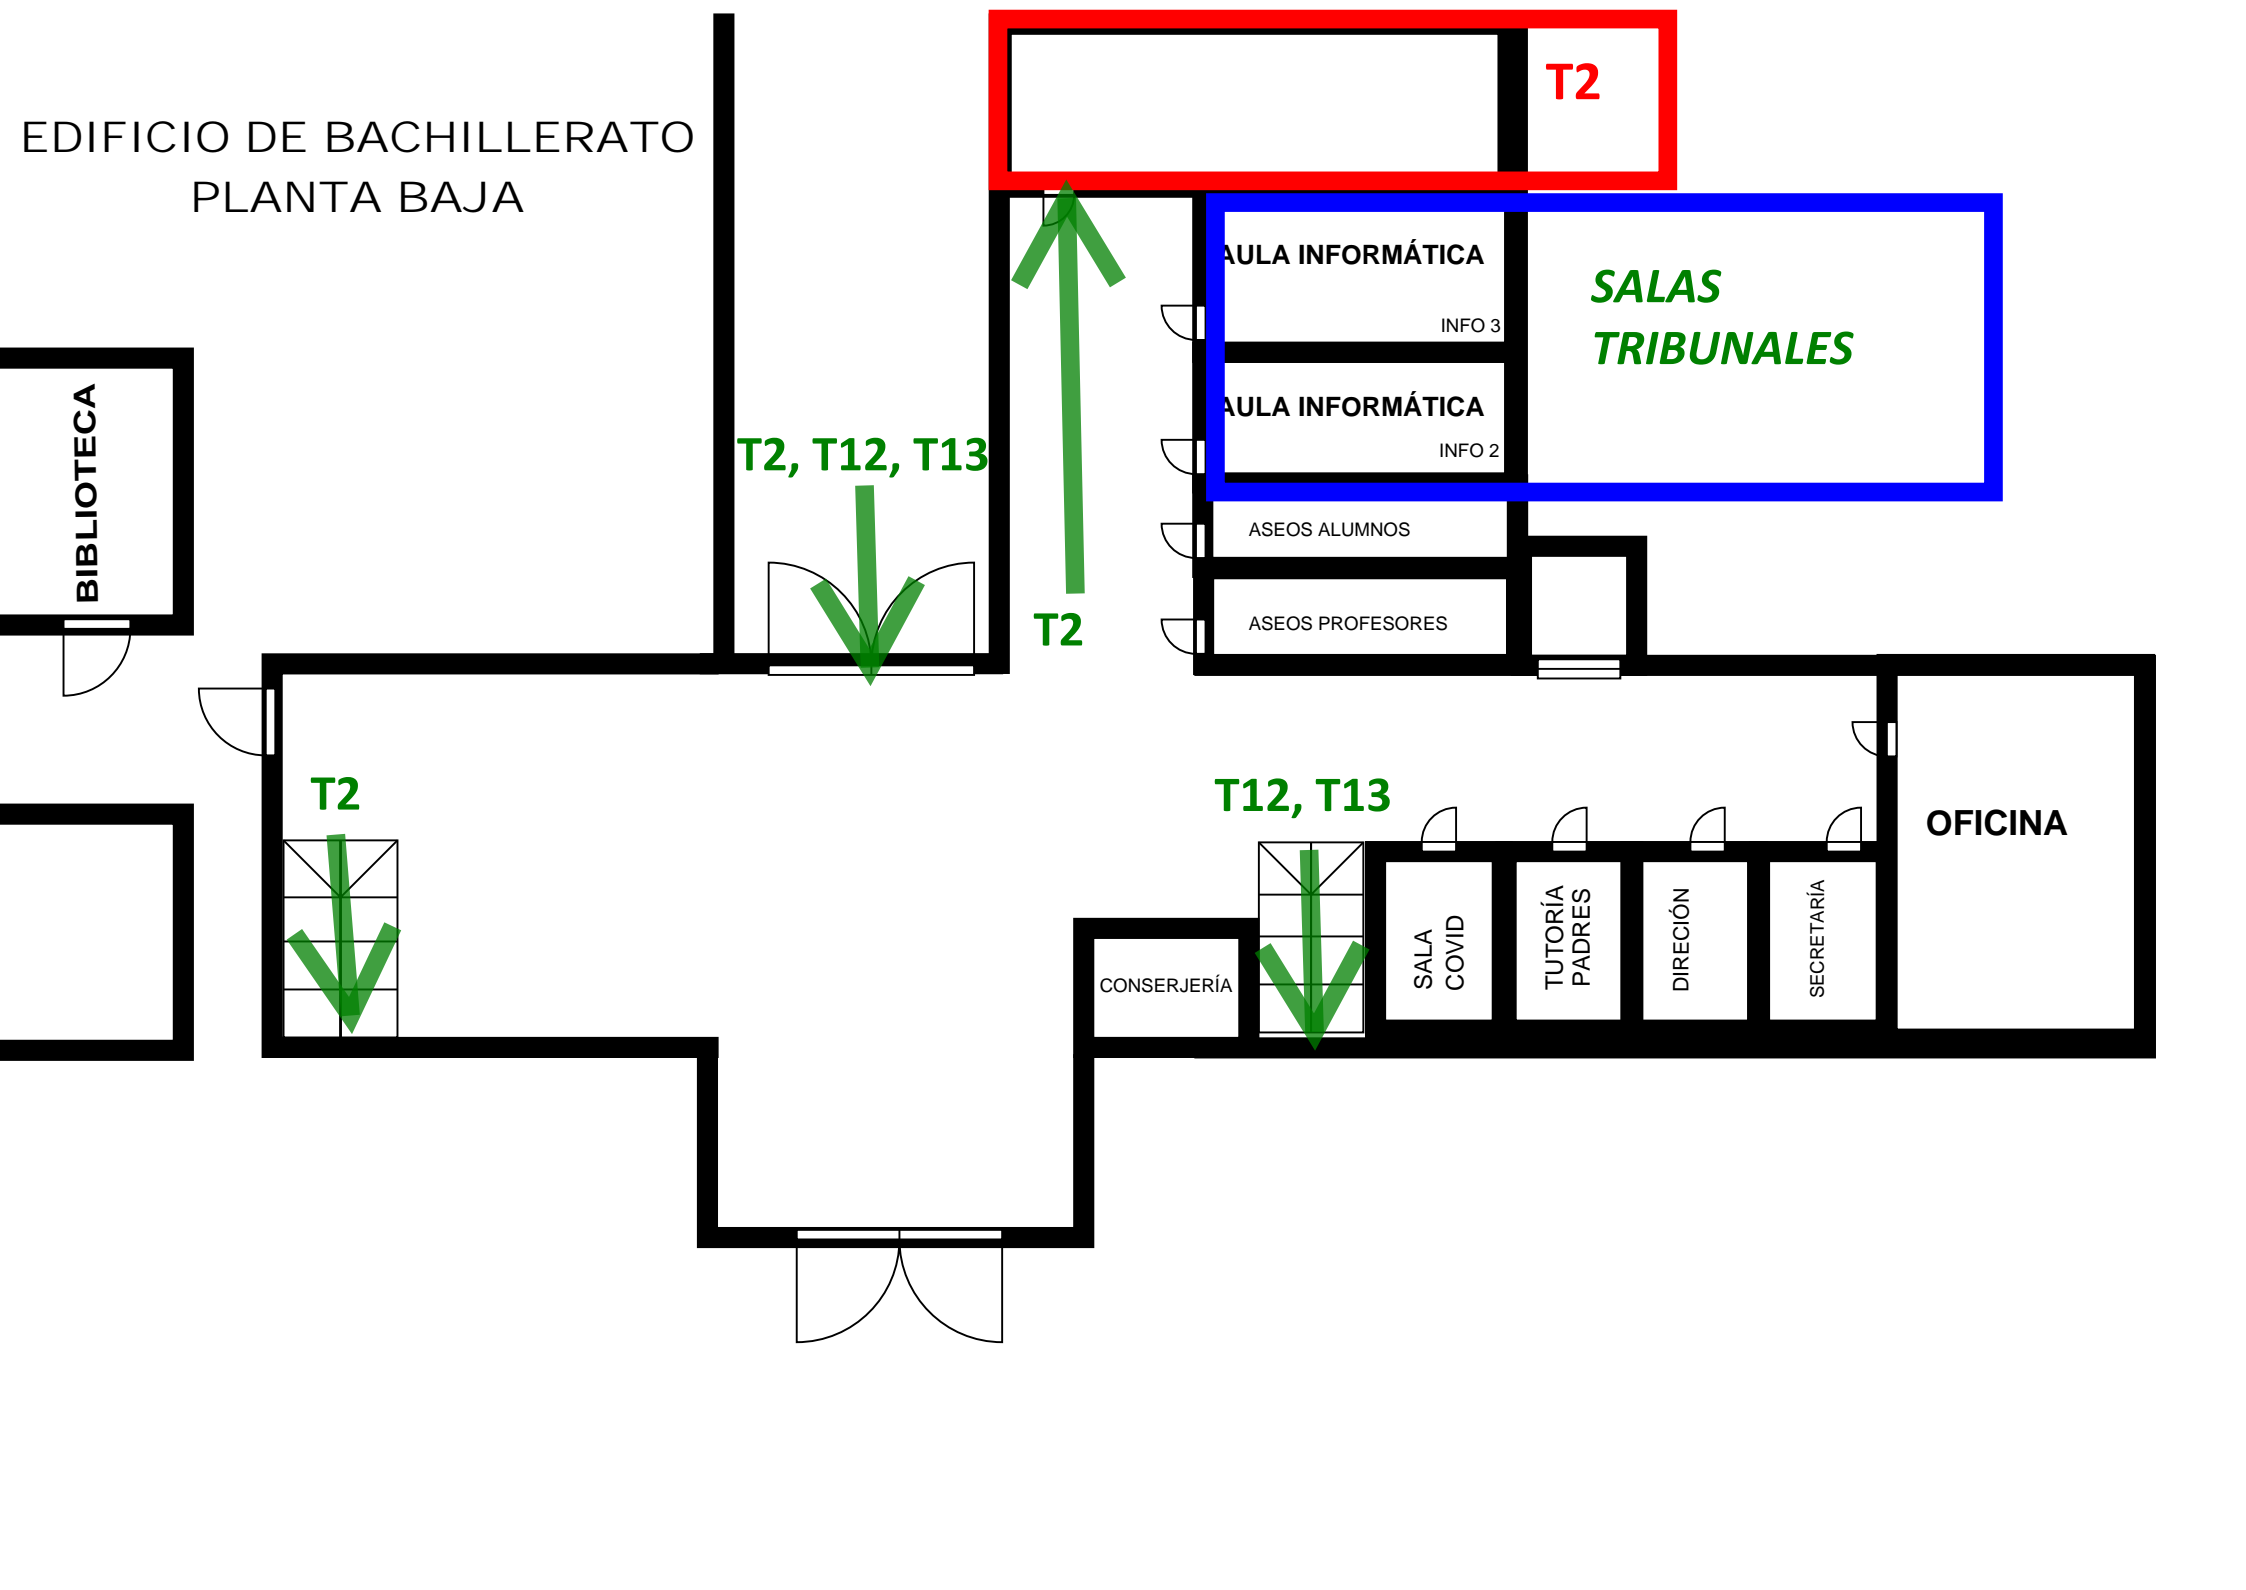 T2
EDIFICIO DE BACHILLERATO
PLANTA BAJA
AULA INFORMÁTICA
INFO 3
SALAS
TRIBUNALES
AULA INFORMÁTICA
INFO 2
BIBLIOTECA
T2, T12, T13
ASEOS ALUMNOS
T2
ASEOS PROFESORES
T2
T12, T13
OFICINA
CONSERJERÍA
SALA
COVID
TUTORÍA
PADRES
DIRECIÓN
SECRETARÍA